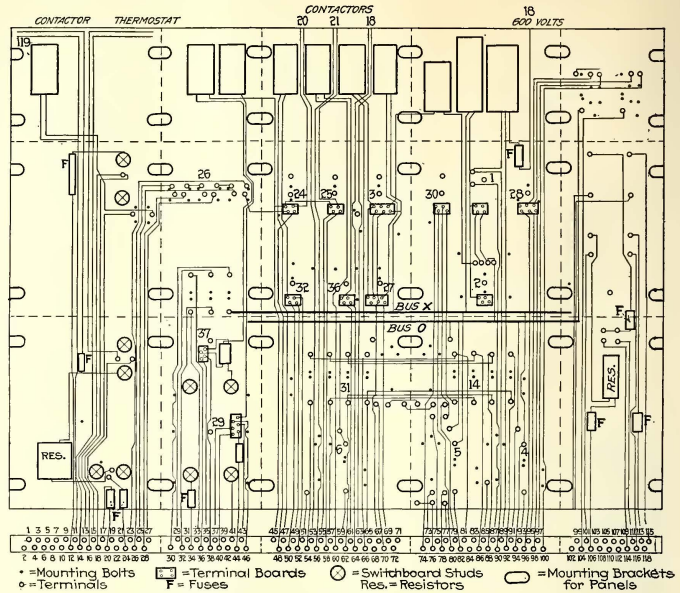 CONTACTORS
18
CONTACTOR THERMOSTAT 20 21 18 600 VOLTS
119
F
F
26
1
24 25 3 30 28
2
32 36 27
BUS X
BUS O
F
37
F
31 14
RES.
29
F F
6 5 4
RES.
F
F
1 3 5 7 9 11 13 15 17 19 21 23 25 27 29 31 33 35 37 39 41 43 45 47 49 51 53 55 57 59 61 63 65 67 69 71 73 75 77 79 81 83 85 87 89 91 93 95 97 99 101 103 105 107 109 111 113 115
2 4 6 8 10 12 14 16 18 20 22 24 26 28 30 32 34 36 38 40 42 44 46 48 50 52 54 56 58 60 62 64 66 68 70 72 74 76 78 80 82 84 86 88 90 92 94 96 98 100 102 104 106 108 110 112 114 116 118
=Mounting Bolts =Terminal Boards =Switchboard Studs =Mounting Brackets
=Terminals F = Fuses Res.= Resistors for Panels